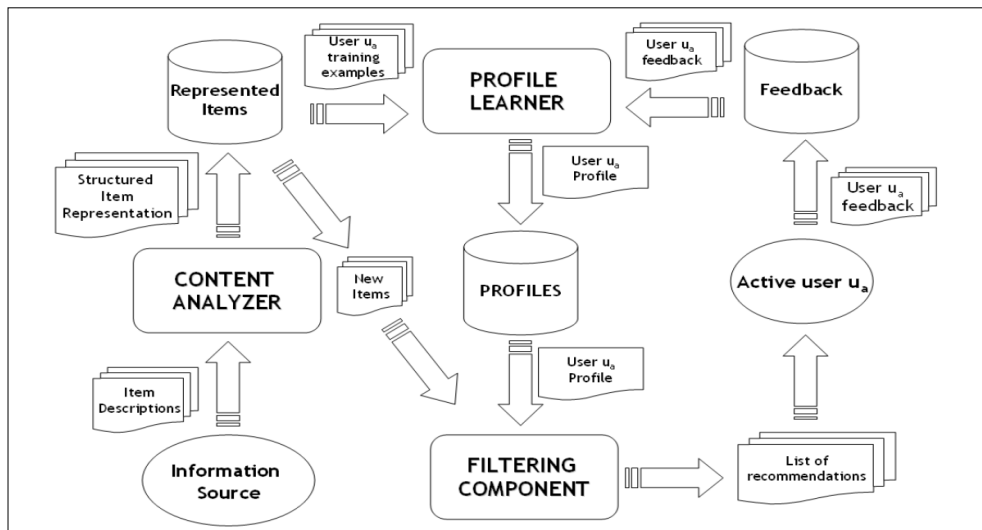 User uₐ
training
examples
User uₐ
feedback
Represented
Items
PROFILE
LEARNER
Feedback
Structured
Item
Representation
User uₐ
Profile
User uₐ
feedback
CONTENT
ANALYZER
New
Items
PROFILES
Active user uₐ
Item
Descriptions
User uₐ
Profile
Information
Source
FILTERING
COMPONENT
List of
recommendations